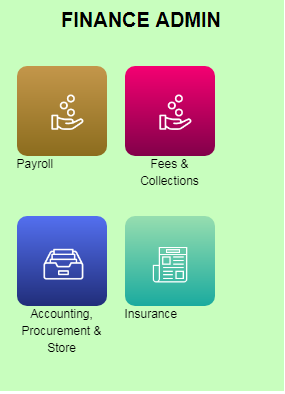 FINANCE ADMIN
Payroll
Fees &
Collections
Accounting,
Procurement &
Store
Insurance